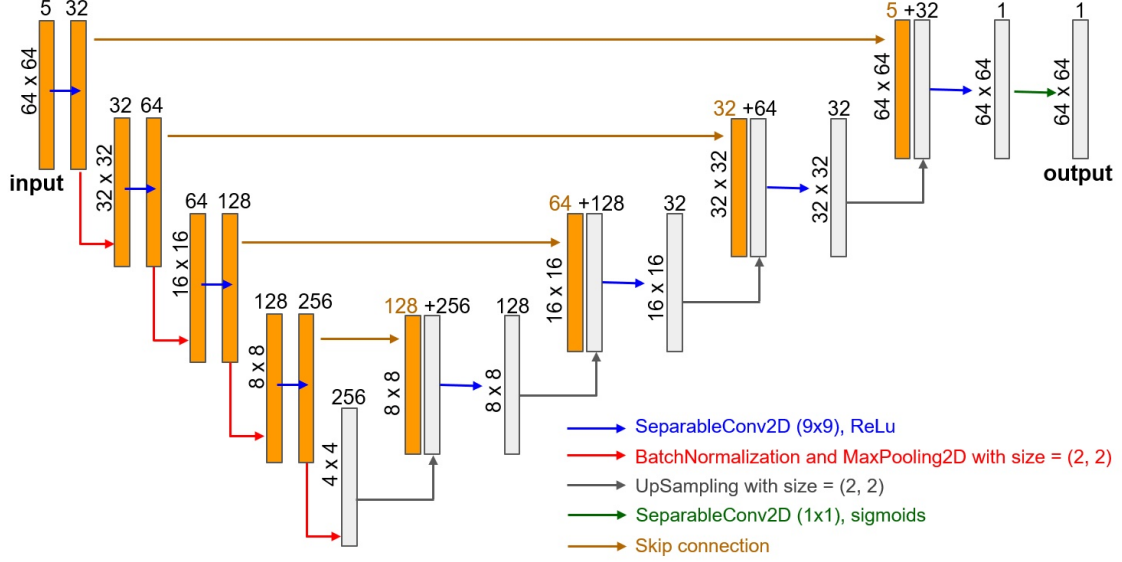 5 32
64 x 64
input
5 +32
64 x 64
1
64 x 64
1
64 x 64
output
32 64
32 x 32
32 +64
32 x 32
32
32 x 32
64 128
16 x 16
64 +128
16 x 16
32
16 x 16
128 256
8 x 8
128 +256
8 x 8
128
8 x 8
256
4 x 4
SeparableConv2D (9x9), ReLu
BatchNormalization and MaxPooling2D with size = (2, 2)
UpSampling with size = (2, 2)
SeparableConv2D (1x1), sigmoids
Skip connection